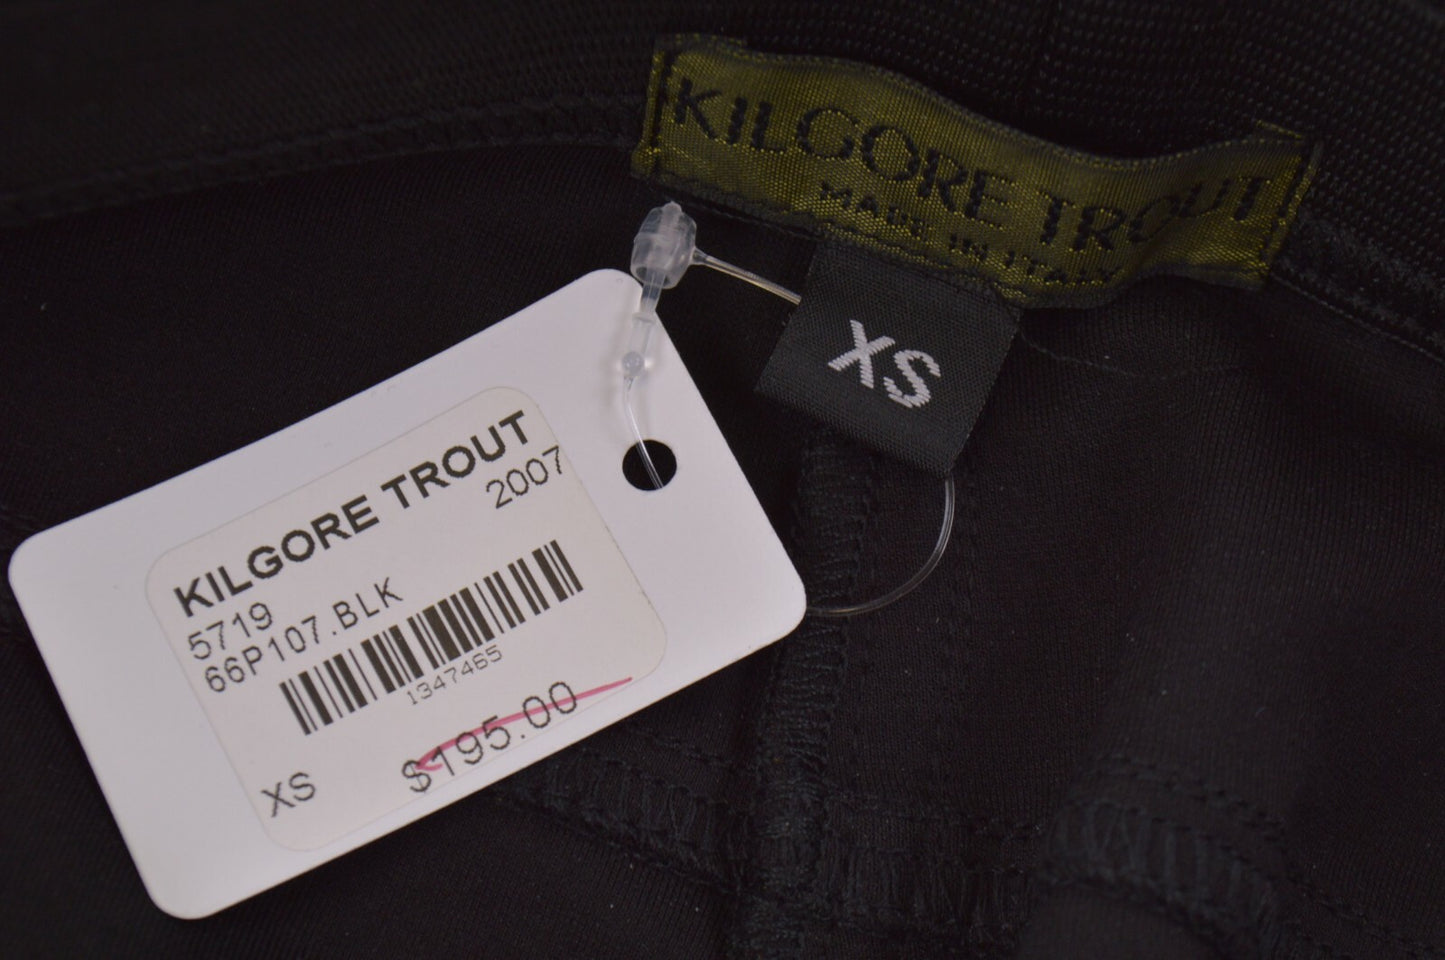 KILGORE TROUT
MADE IN ITALY
XS
KILGORE TROUT
2007
5719
66P107.BLK
1347465
$195.00
XS